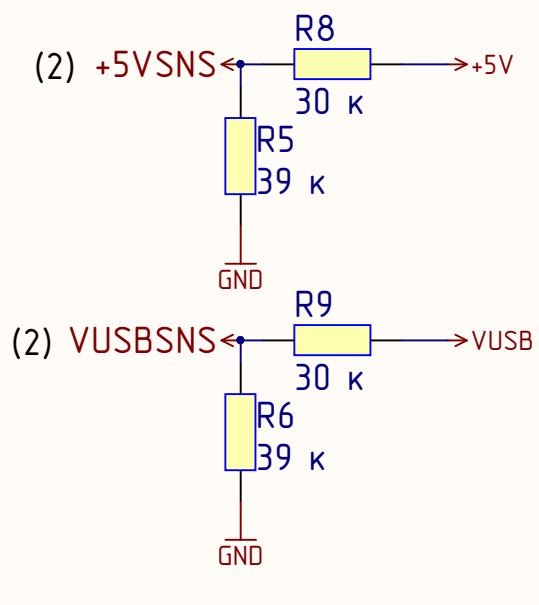 R8
(2) +5VSNS +5V
30 к
R5
39 к
GND
R9
(2) VUSBSNS VUSB
30 к
R6
39 к
GND